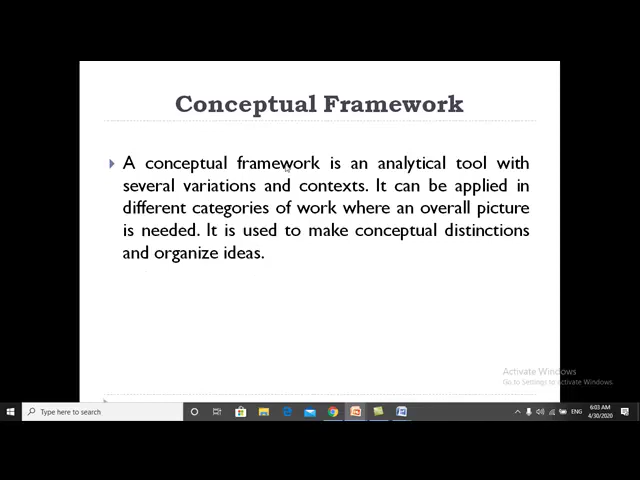 Conceptual Framework
A conceptual framework is an analytical tool with
several variations and contexts. It can be applied in
different categories of work where an overall picture
is needed. It is used to make conceptual distinctions
and organize ideas.
Activate Windows
Go to Settings to activate Windows.
Type here to search
ENG
6:03 AM
4/30/2020